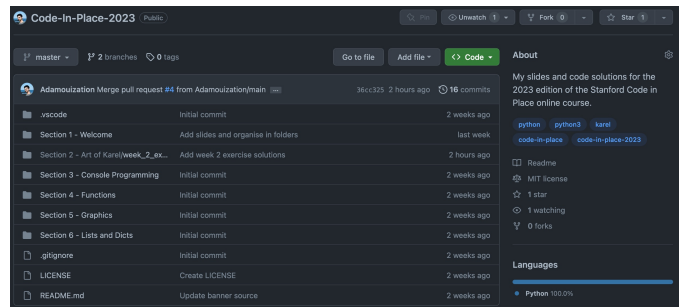 Code-In-Place-2023 Public
Pin Unwatch 1 Fork 0 Star 1
master 2 branches 0 tags Go to file Add file Code
Adamouization Merge pull request #4 from Adamouization/main ... 36cc325 2 hours ago 16 commits
.vscode Initial commit 2 weeks ago
Section 1 - Welcome Add slides and organise in folders last week
Section 2 - Art of Karel/week_2_ex... Add week 2 exercise solutions 2 hours ago
Section 3 - Console Programming Initial commit 2 weeks ago
Section 4 - Functions Initial commit 2 weeks ago
Section 5 - Graphics Initial commit 2 weeks ago
Section 6 - Lists and Dicts Initial commit 2 weeks ago
.gitignore Initial commit 2 weeks ago
LICENSE Create LICENSE 2 weeks ago
README.md Update banner source 2 weeks ago
About
My slides and code solutions for the
2023 edition of the Stanford Code in
Place online course.
python python3 karel
code-in-place code-in-place-2023
Readme
MIT license
1 star
1 watching
0 forks
Languages
Python 100.0%